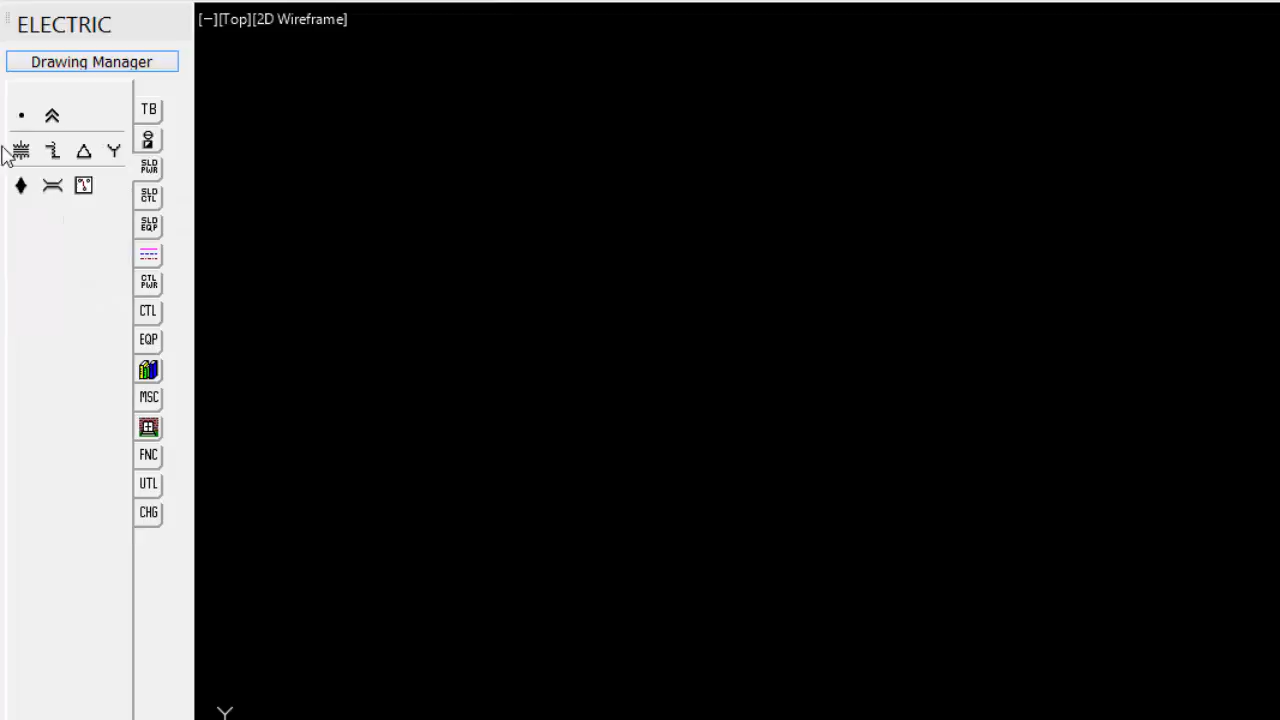 ELECTRIC
[−][Top][2D Wireframe]
Drawing Manager
TB
SLD
PWR
SLD
CTL
SLD
EQP
CTL
PWR
CTL
EQP
MSC
FNC
UTL
CHG
Y